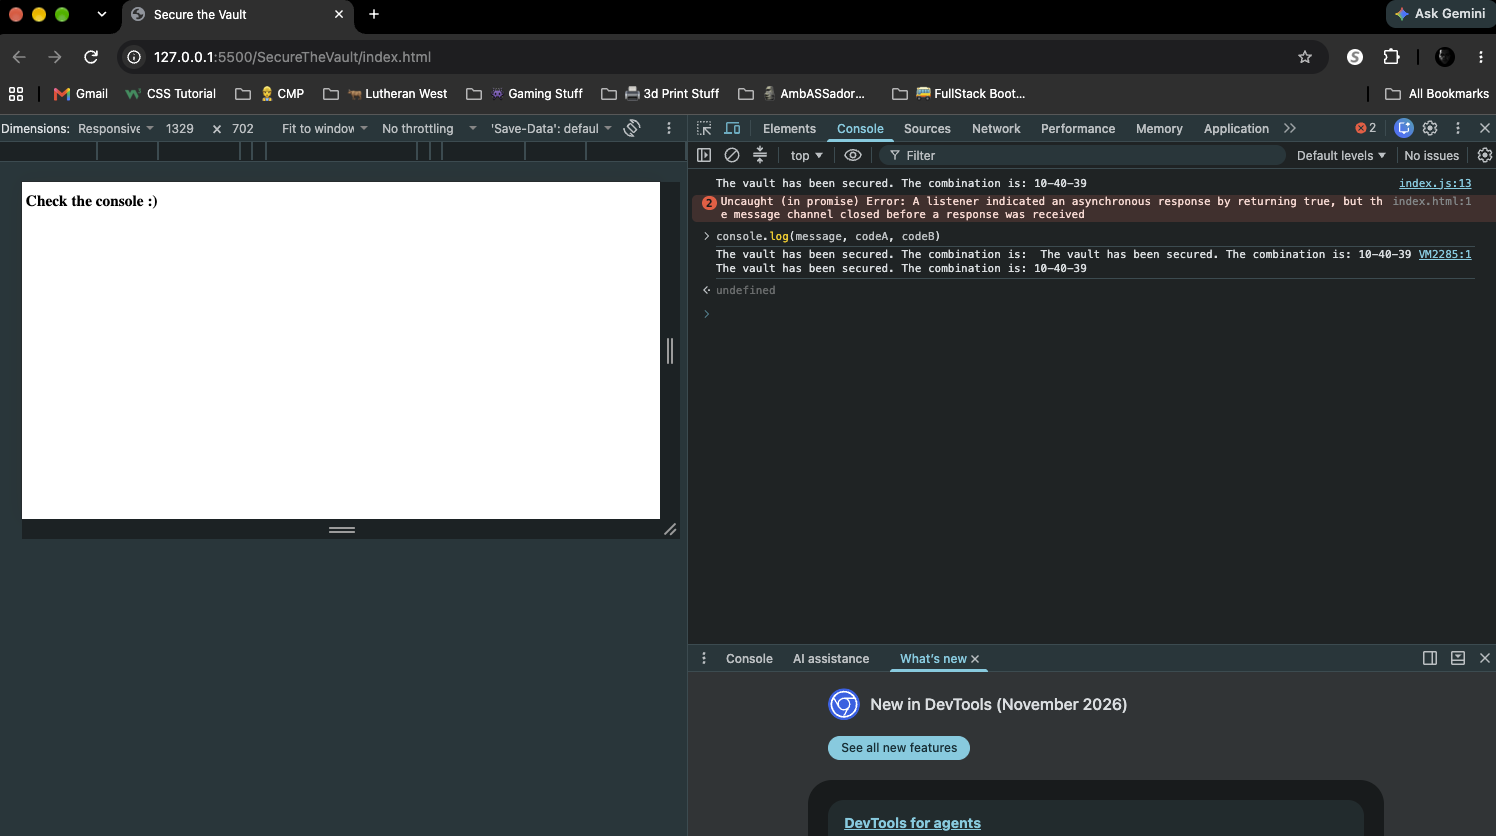 Secure the Vault
Ask Gemini
127.0.0.1:5500/SecureTheVault/index.html
Gmail CSS Tutorial CMP Lutheran West Gaming Stuff 3d Print Stuff AmbASSador... FullStack Boot... All Bookmarks
Dimensions: Responsive 1329 x 702 Fit to window No throttling 'Save-Data': defaul
Elements Console Sources Network Performance Memory Application 2
top Filter Default levels No issues
Check the console :)
The vault has been secured. The combination is: 10-40-39 index.js:13
2 Uncaught (in promise) Error: A listener indicated an asynchronous response by returning true, but th index.html:1
e message channel closed before a response was received
> console.log(message, codeA, codeB)
The vault has been secured. The combination is:  The vault has been secured. The combination is: 10-40-39 VM2285:1
The vault has been secured. The combination is: 10-40-39
undefined
>
Console AI assistance What's new
New in DevTools (November 2026)
See all new features
DevTools for agents